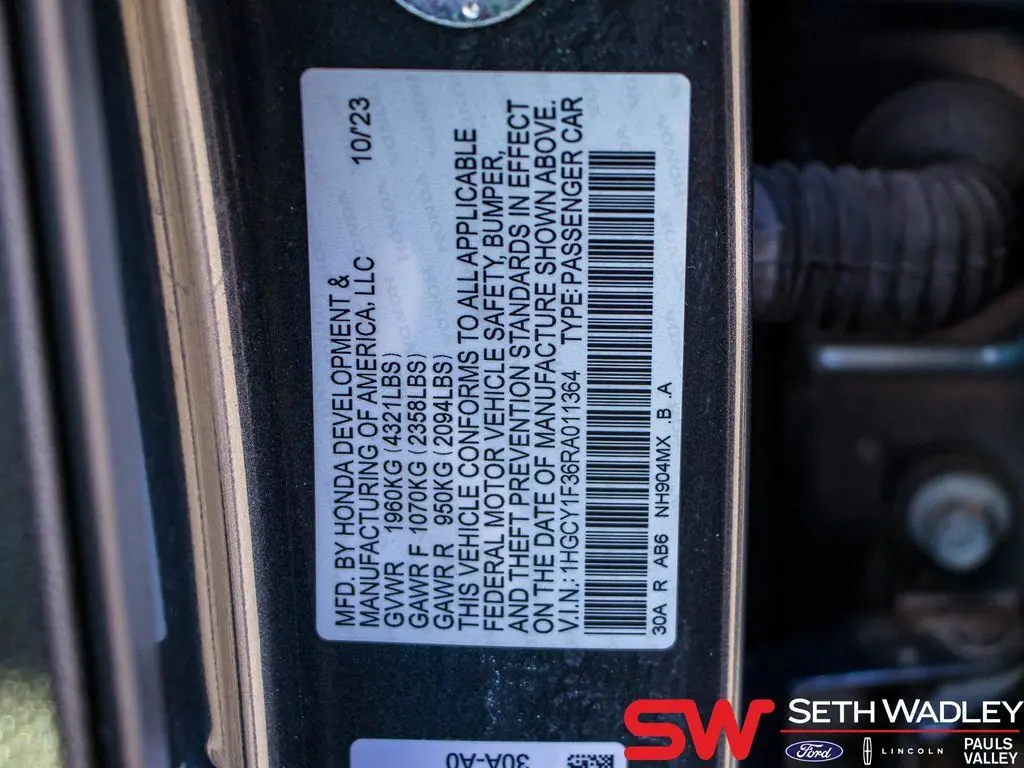 MFD. BY HONDA DEVELOPMENT &
MANUFACTURING OF AMERICA, LLC 10/'23
GVWR 1960KG (4321LBS)
GAWR F 1070KG (2358LBS)
GAWR R 950KG (2094LBS)
THIS VEHICLE CONFORMS TO ALL APPLICABLE
FEDERAL MOTOR VEHICLE SAFETY, BUMPER,
AND THEFT PREVENTION STANDARDS IN EFFECT
ON THE DATE OF MANUFACTURE SHOWN ABOVE.
V.I.N.: 1HGCY1F36RA011364 TYPE: PASSENGER CAR
30A R AB6 NH904MX .B .A
30A-A0
SW SETH WADLEY
Ford LINCOLN PAULS
VALLEY